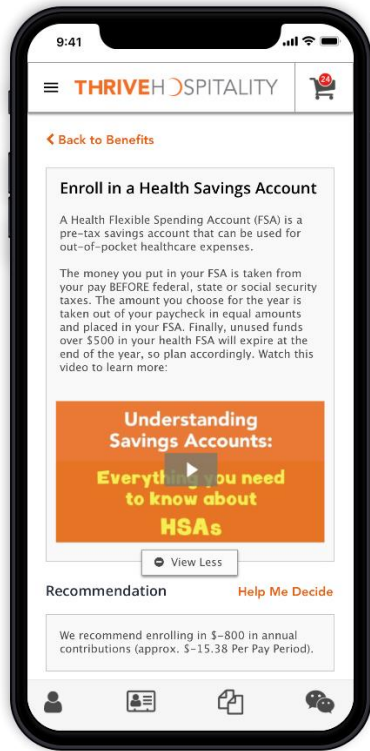 9:41
THRIVEHOSPITALITY
24
Back to Benefits
Enroll in a Health Savings Account
A Health Flexible Spending Account (FSA) is a
pre-tax savings account that can be used for
out-of-pocket healthcare expenses.
The money you put in your FSA is taken from
your pay BEFORE federal, state or social security
taxes. The amount you choose for the year is
taken out of your paycheck in equal amounts
and placed in your FSA. Finally, unused funds
over $500 in your health FSA will expire at the
end of the year, so plan accordingly. Watch this
video to learn more:
Understanding
Savings Accounts:
Everything you need
to know about
HSAs
View Less
Recommendation
Help Me Decide
We recommend enrolling in $-800 in annual
contributions (approx. $-15.38 Per Pay Period).